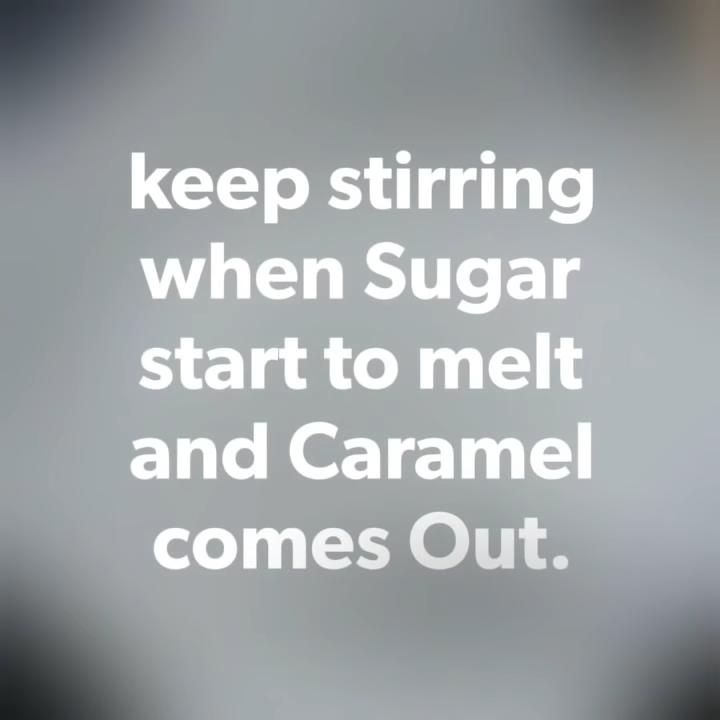 keep stirring
when Sugar
start to melt
and Caramel
comes Out.